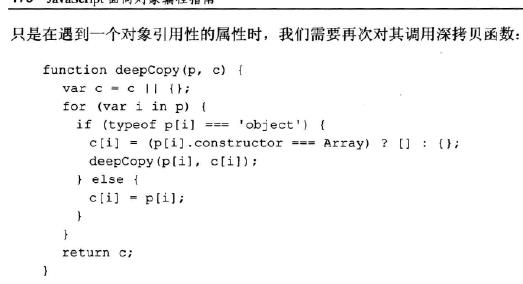 只是在遇到一个对象引用性的属性时，我们需要再次对其调用深拷贝函数：
function deepCopy(p, c) {
var c = c || {};
for (var i in p) {
if (typeof p[i] === 'object') {
c[i] = (p[i].constructor === Array) ? [] : {};
deepCopy(p[i], c[i]);
} else {
c[i] = p[i];
}
}
return c;
}